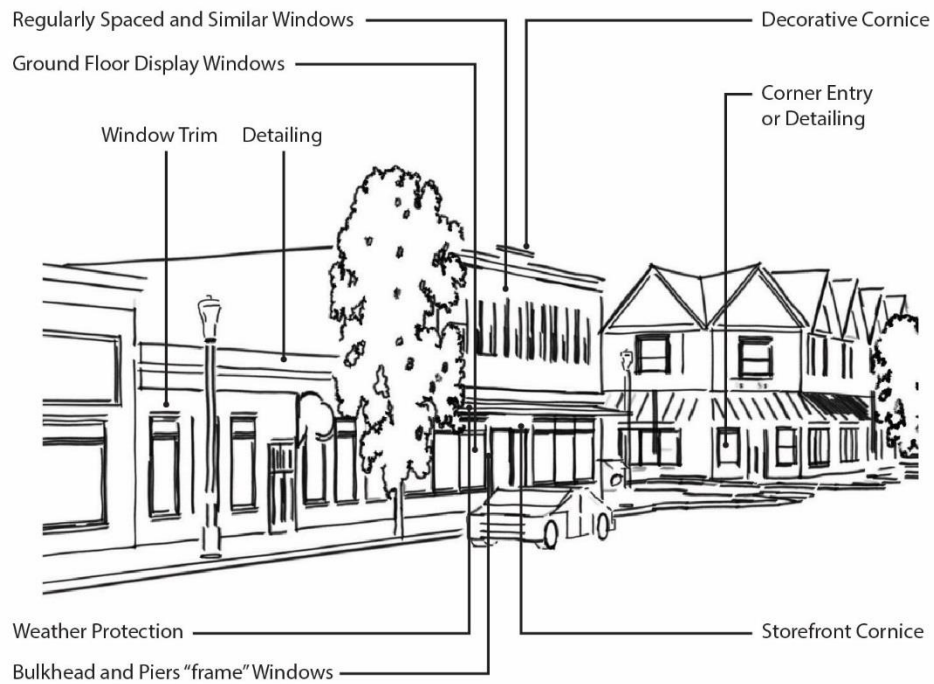 Regularly Spaced and Similar Windows
Decorative Cornice
Ground Floor Display Windows
Corner Entry
or Detailing
Window Trim
Detailing
Weather Protection
Storefront Cornice
Bulkhead and Piers “frame” Windows